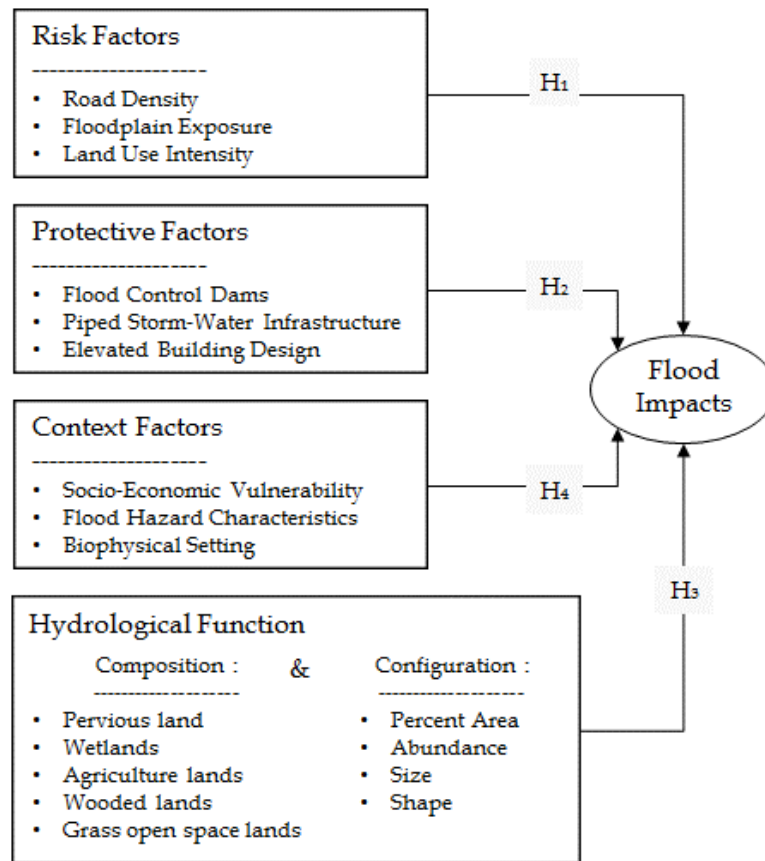 Risk Factors
--------------------
• Road Density
• Floodplain Exposure
• Land Use Intensity
H₁
Protective Factors
--------------------
• Flood Control Dams
• Piped Storm-Water Infrastructure
• Elevated Building Design
H₂
Flood
Impacts
Context Factors
--------------------
• Socio-Economic Vulnerability
• Flood Hazard Characteristics
• Biophysical Setting
H₄
H₃
Hydrological Function
Composition : & Configuration :
-------------------- --------------------
• Pervious land
• Wetlands
• Agriculture lands
• Wooded lands
• Grass open space lands
• Percent Area
• Abundance
• Size
• Shape